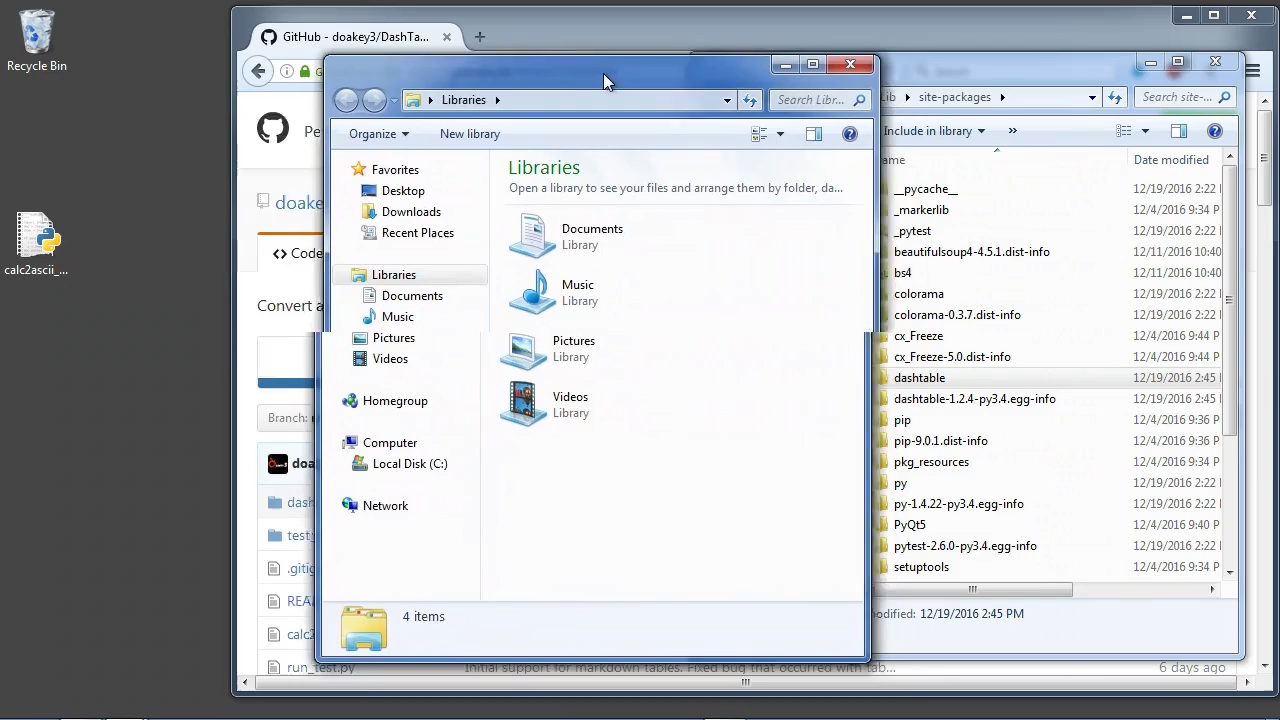 Recycle Bin
calc2ascii_...
GitHub - doakey3/DashTa...
doakey
<> Code
Convert a
Branch:
doa
dash
test
.gitig
REA
calc2
run_test.py
Initial support for markdown tables. Fixed bug that occurred with tab...
6 days ago
Libraries
Search Libr...
Organize
New library
Favorites
Desktop
Downloads
Recent Places
Libraries
Documents
Music
Pictures
Videos
Homegroup
Computer
Local Disk (C:)
Network
Libraries
Open a library to see your files and arrange them by folder, da...
Documents
Library
Music
Library
Pictures
Library
Videos
Library
4 items
Lib
site-packages
Search site-...
Include in library
»
ame
Date modified
__pycache__ 12/19/2016 2:22
_markerlib 12/4/2016 9:34 P
_pytest 12/19/2016 2:22
beautifulsoup4-4.5.1.dist-info 12/11/2016 10:40
bs4 12/11/2016 10:40
colorama 12/19/2016 2:22
colorama-0.3.7.dist-info 12/19/2016 2:22
cx_Freeze 12/4/2016 9:44 P
cx_Freeze-5.0.dist-info 12/4/2016 9:44 P
dashtable 12/19/2016 2:45
dashtable-1.2.4-py3.4.egg-info 12/19/2016 2:45
pip 12/4/2016 9:36 P
pip-9.0.1.dist-info 12/4/2016 9:36 P
pkg_resources 12/4/2016 9:34 P
py 12/19/2016 2:22
py-1.4.22-py3.4.egg-info 12/19/2016 2:22
PyQt5 12/4/2016 9:40 P
pytest-2.6.0-py3.4.egg-info 12/19/2016 2:22
setuptools 12/4/2016 9:34 P
odified: 12/19/2016 2:45 PM